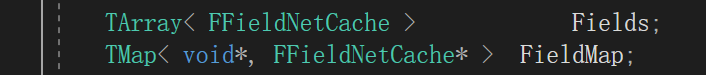 TArray< FFieldNetCache > Fields;
TMap< void*, FFieldNetCache* > FieldMap;